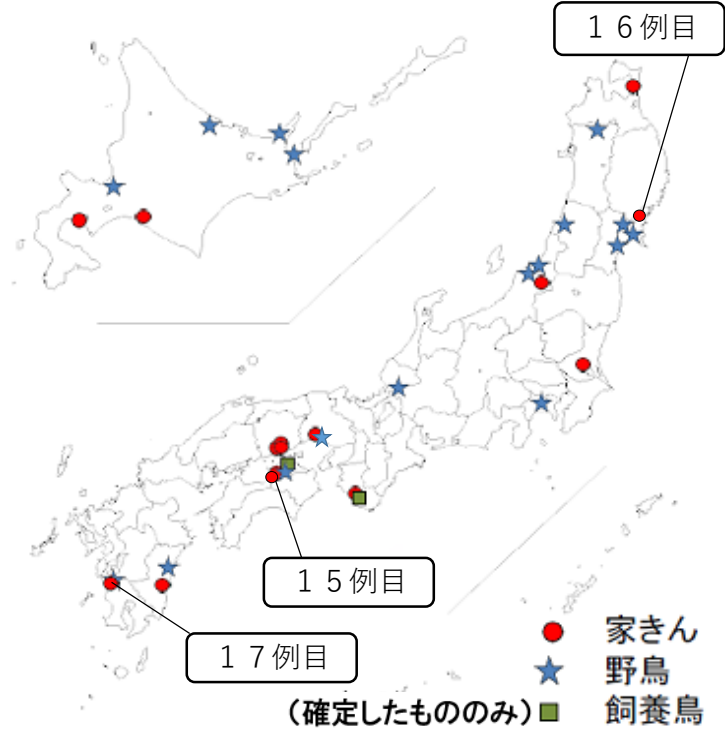 １６例目
１５例目
１７例目
家きん
野鳥
（確定したもののみ）
飼養鳥